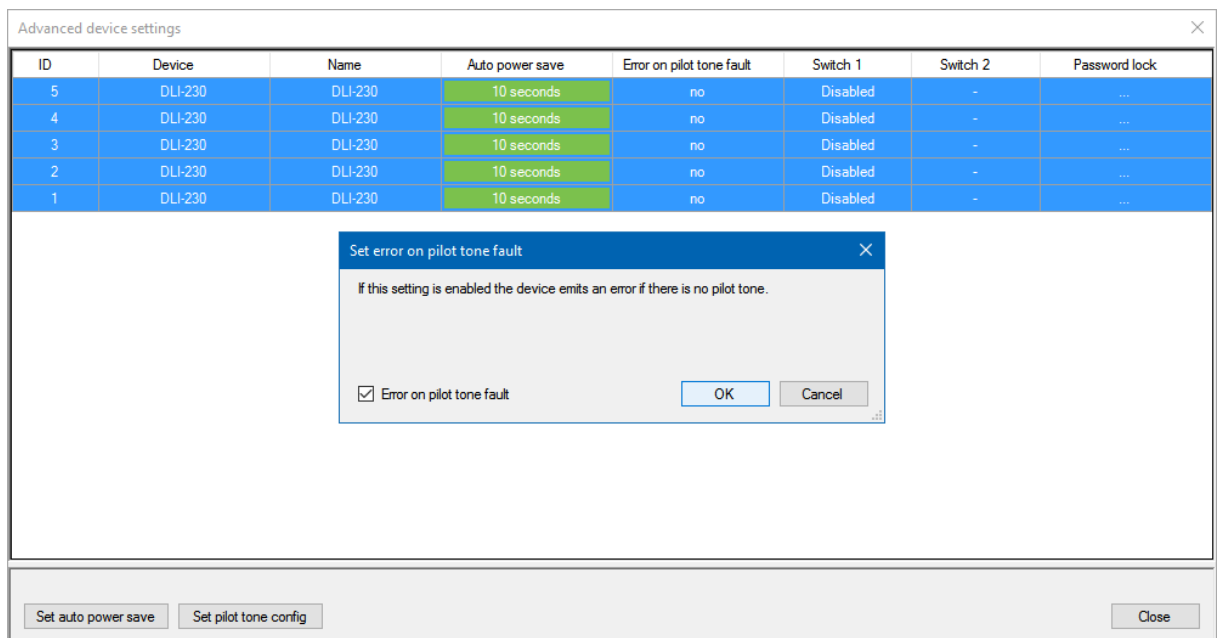 Advanced device settings
ID Device Name Auto power save Error on pilot tone fault Switch 1 Switch 2 Password lock
5 DLI-230 DLI-230 10 seconds no Disabled - ...
4 DLI-230 DLI-230 10 seconds no Disabled - ...
3 DLI-230 DLI-230 10 seconds no Disabled - ...
2 DLI-230 DLI-230 10 seconds no Disabled - ...
1 DLI-230 DLI-230 10 seconds no Disabled - ...
Set error on pilot tone fault
If this setting is enabled the device emits an error if there is no pilot tone.
Error on pilot tone fault OK Cancel
Set auto power save Set pilot tone config Close